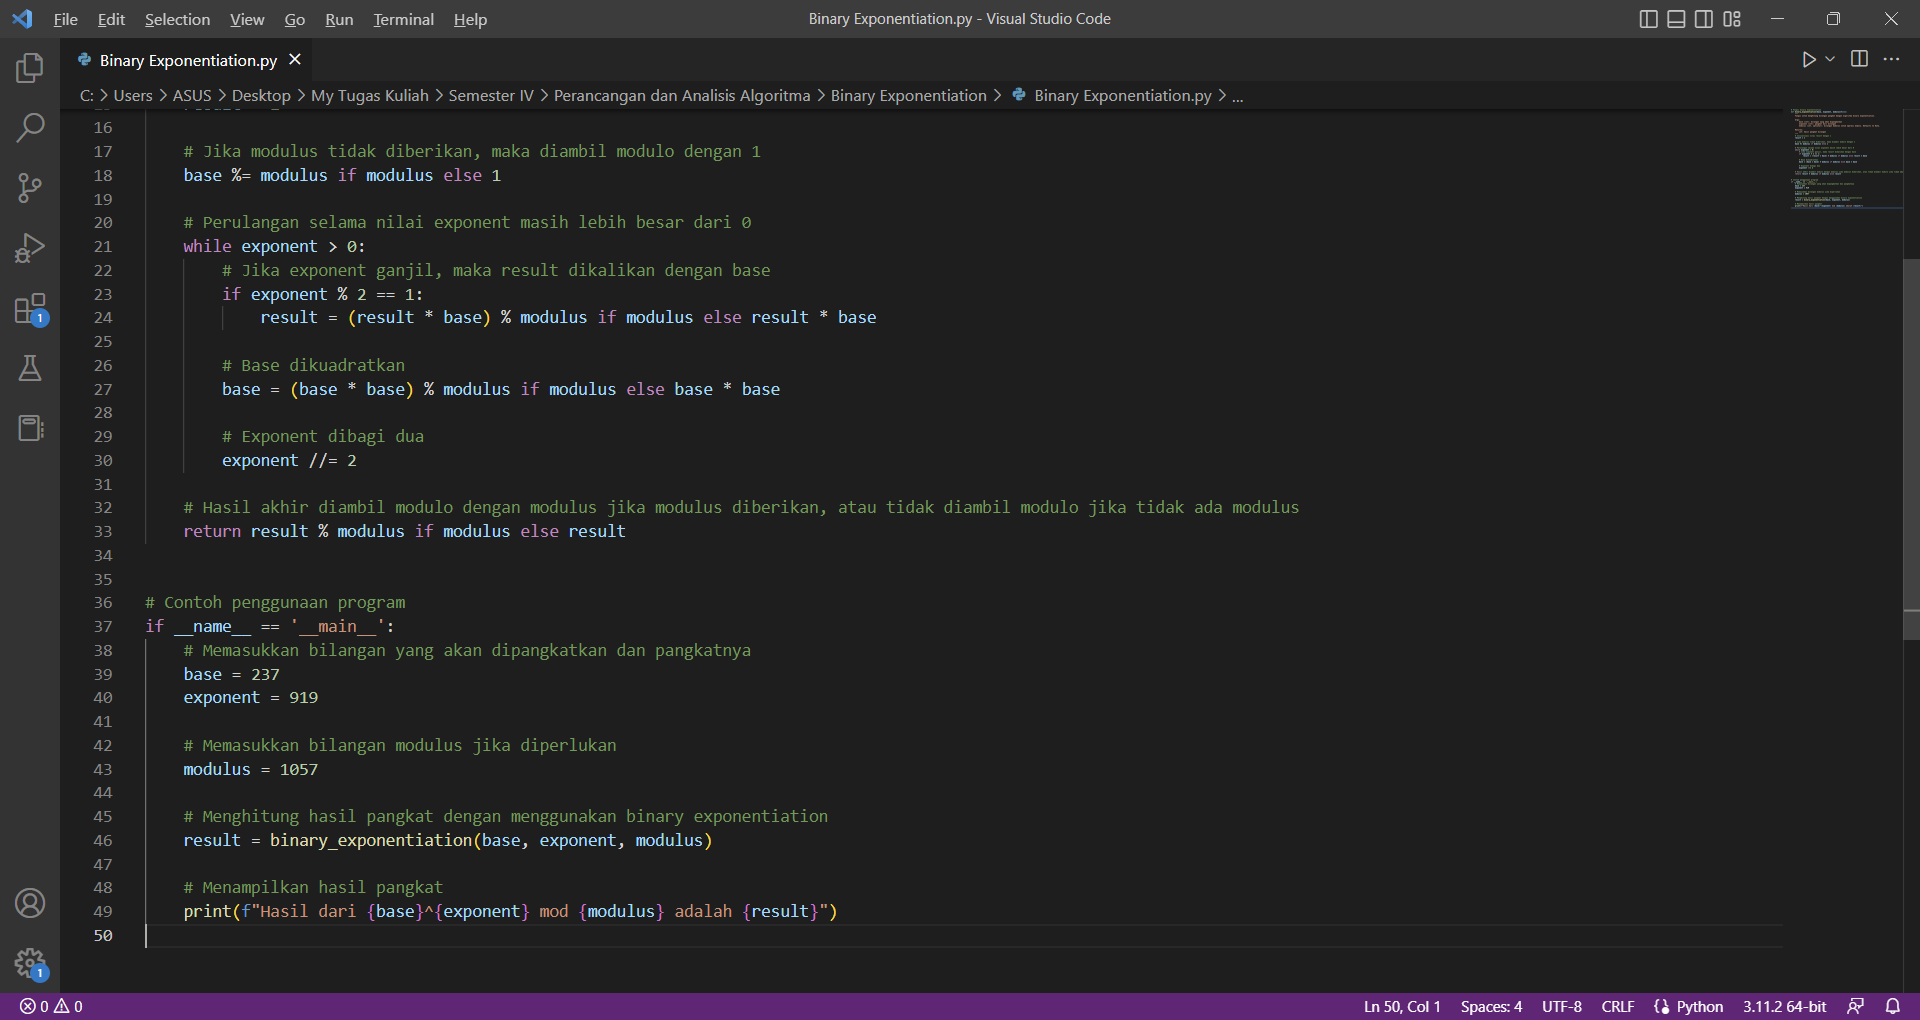 File Edit Selection View Go Run Terminal Help Binary Exponentiation.py - Visual Studio Code
Binary Exponentiation.py
C: > Users > ASUS > Desktop > My Tugas Kuliah > Semester IV > Perancangan dan Analisis Algoritma > Binary Exponentiation > Binary Exponentiation.py > ...
16
17 # Jika modulus tidak diberikan, maka diambil modulo dengan 1
18 base %= modulus if modulus else 1
19
20 # Perulangan selama nilai exponent masih lebih besar dari 0
21 while exponent > 0:
22 # Jika exponent ganjil, maka result dikalikan dengan base
23 if exponent % 2 == 1:
24 result = (result * base) % modulus if modulus else result * base
25
26 # Base dikuadratkan
27 base = (base * base) % modulus if modulus else base * base
28
29 # Exponent dibagi dua
30 exponent //= 2
31
32 # Hasil akhir diambil modulo dengan modulus jika modulus diberikan, atau tidak diambil modulo jika tidak ada modulus
33 return result % modulus if modulus else result
34
35
36 # Contoh penggunaan program
37 if __name__ == '__main__':
38 # Memasukkan bilangan yang akan dipangkatkan dan pangkatnya
39 base = 237
40 exponent = 919
41
42 # Memasukkan bilangan modulus jika diperlukan
43 modulus = 1057
44
45 # Menghitung hasil pangkat dengan menggunakan binary exponentiation
46 result = binary_exponentiation(base, exponent, modulus)
47
48 # Menampilkan hasil pangkat
49 print(f"Hasil dari {base}^{exponent} mod {modulus} adalah {result}")
50
1
1
0 0 Ln 50, Col 1 Spaces: 4 UTF-8 CRLF Python 3.11.2 64-bit